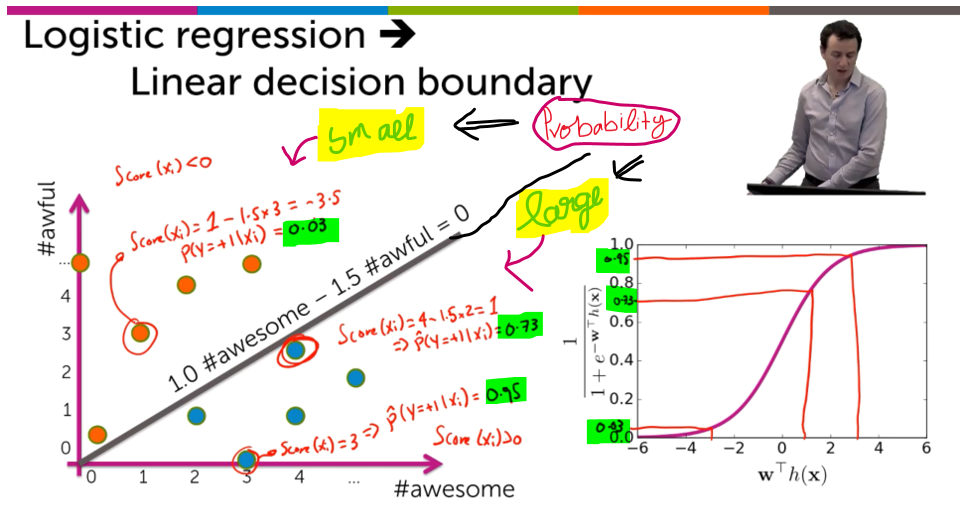 Logistic regression →
Linear decision boundary
Small
Probability
large
Score(xᵢ) < 0
Score(xᵢ) = 1 - 1.5×3 = -3.5
P(Y=+1|xᵢ) = 0.03
#awful
...
4
3
2
1
0
1.0 #awesome – 1.5 #awful = 0
Score(xᵢ) = 4 - 1.5×2 = 1
=> P̂(Y=+1|xᵢ) = 0.73
Score(xᵢ) = 3 => P̂(Y=+1|xᵢ) = 0.95
Score(xᵢ) > 0
0 1 2 3 4 ...
#awesome
1.0
0.95
0.8
0.73
0.6
0.4
0.2
0.03
0.0
1 / (1 + e^(-w⊤h(x)))
−6 −4 −2 0 2 4 6
w⊤h(x)